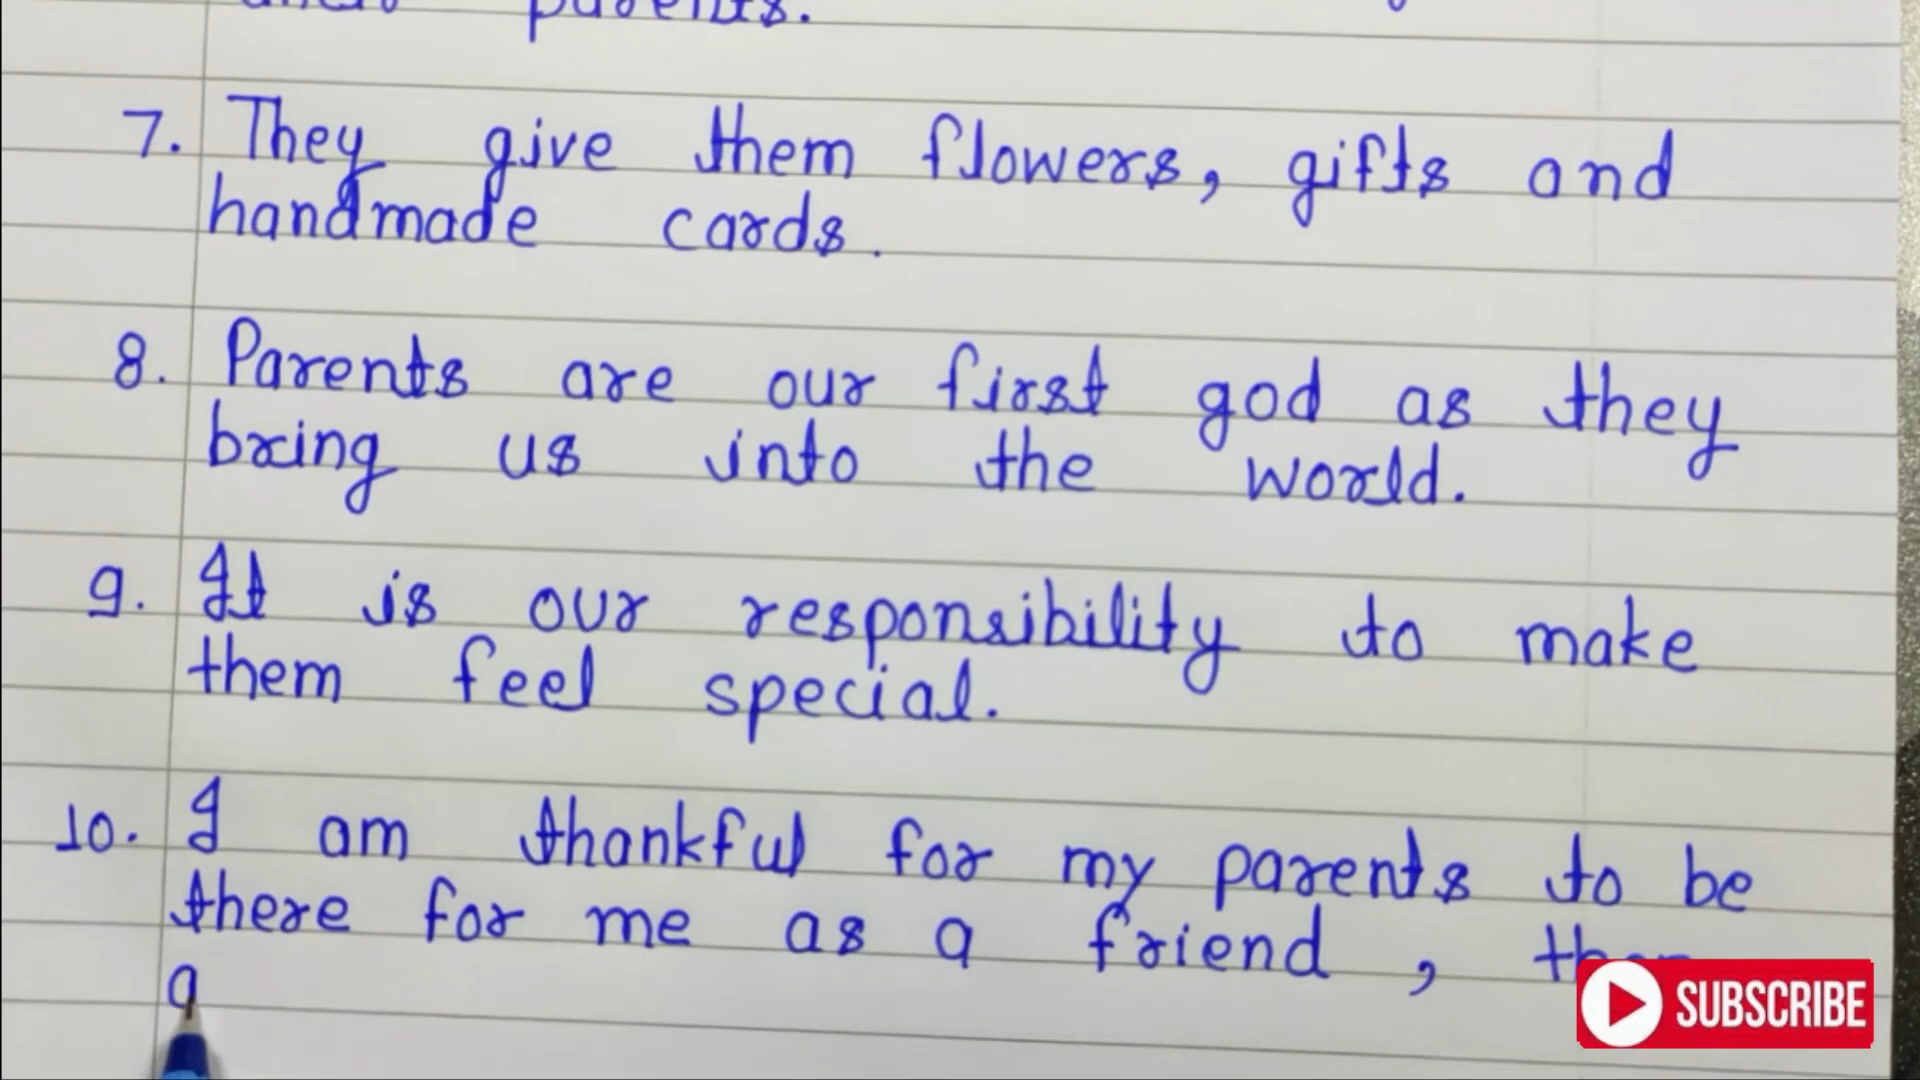 parents.
7. They give them flowers, gifts and
handmade cards.
8. Parents are our first god as they
bring us into the world.
9. It is our responsibility to make
them feel special.
10. I am thankful for my parents to be
there for me as a friend,
a
SUBSCRIBE